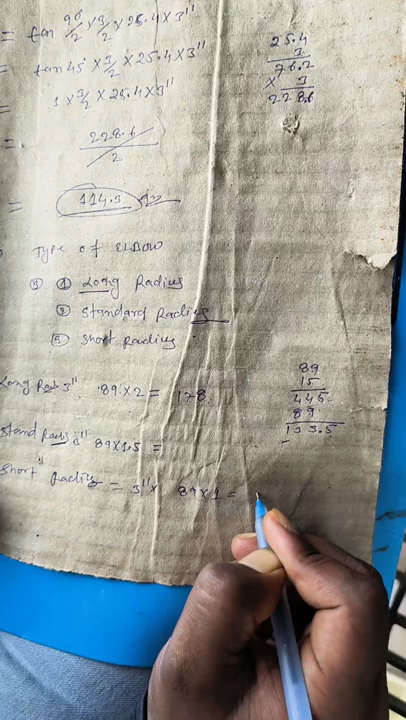 = tan 90/2 × 3/2 × 25.4 × 3"
= tan 45 × 3/2 × 25.4 × 3"
1 × 3/2 × 25.4 × 3"
= 228.6/2
= 114.3
25.4
3
76.2
× 3
228.6
Type of ELBOW
① Long Radius
② Standard Radius
③ Short Radius
Long Rad 3" 89 × 2 = 178
Stand Radi 3" 89 × 1.5 =
Short Radius = 3" × 89 × 1 =
89
15
445
89
133.5